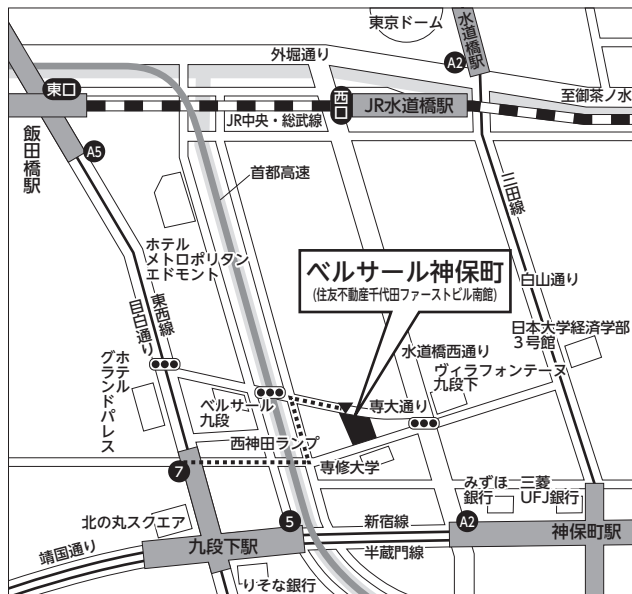 東京ドーム
水道橋駅
外堀通り
A2
東口
西口
JR水道橋駅
至御茶ノ水
JR中央・総武線
飯田橋駅
A5
首都高速
三田線
ホテル
メトロポリタン
エドモント
ベルサール神保町
(住友不動産千代田ファーストビル南館)
白山通り
東西線
目白通り
日本大学経済学部
3号館
水道橋西通り
ヴィラフォンテーヌ
九段下
ホテル
グランドパレス
ベルサール
九段
専大通り
西神田ランプ
専修大学
7
みずほ
銀行
三菱
UFJ銀行
北の丸スクエア
5
新宿線
A2
靖国通り
九段下駅
半蔵門線
神保町駅
りそな銀行